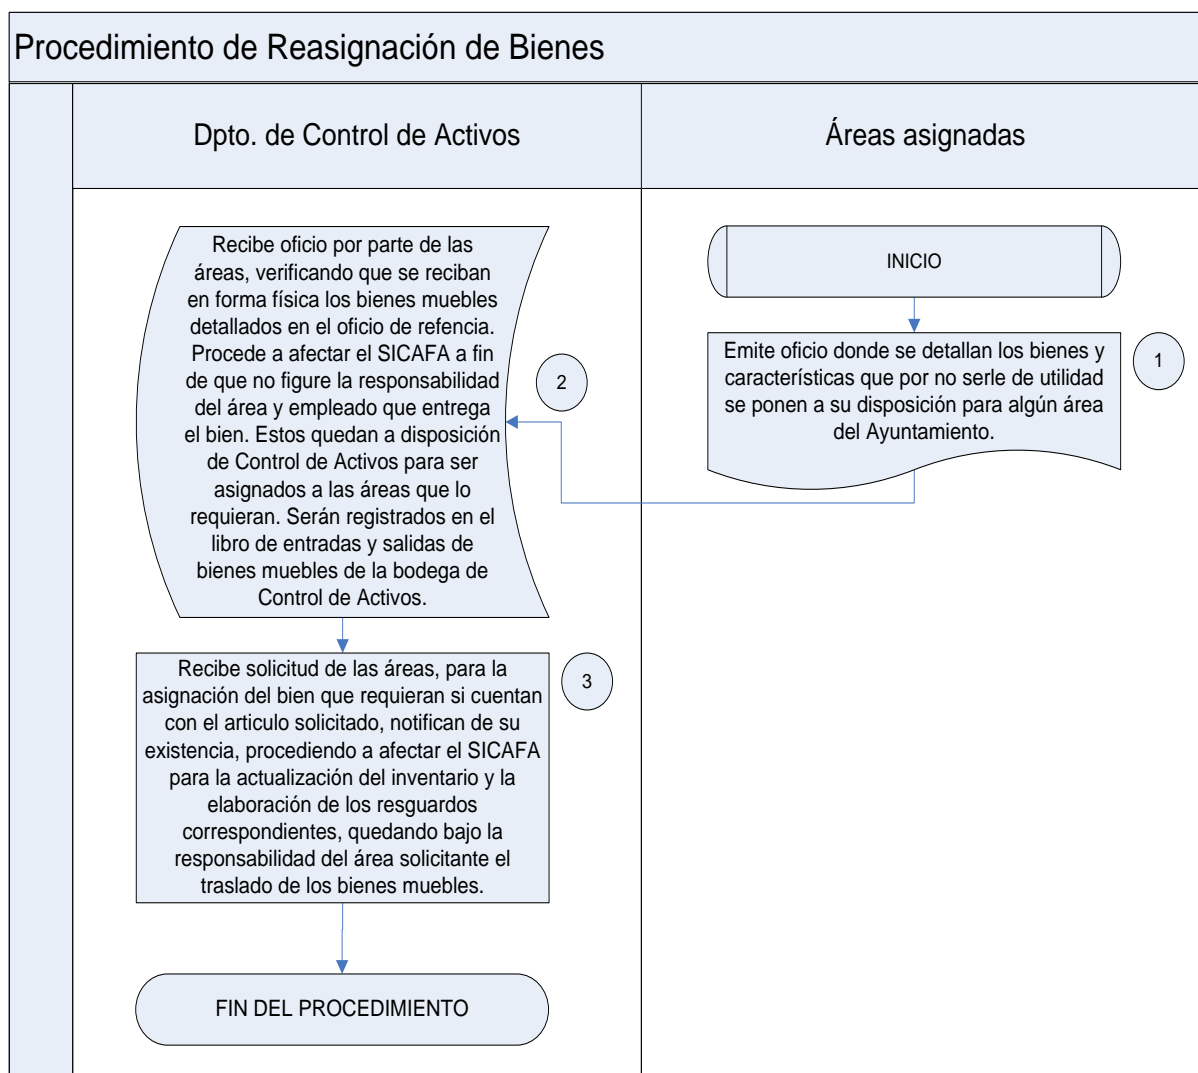 Procedimiento de Reasignación de Bienes
Dpto. de Control de Activos
Áreas asignadas
INICIO
Emite oficio donde se detallan los bienes y
característícas que por no serle de utilidad
se ponen a su disposición para algún área
del Ayuntamiento.
1
Recibe oficio por parte de las
áreas, verificando que se reciban
en forma física los bienes muebles
detallados en el oficio de refencia.
Procede a afectar el SICAFA a fin
de que no figure la responsabilidad
del área y empleado que entrega
el bien. Estos quedan a disposición
de Control de Activos para ser
asignados a las áreas que lo
requieran. Serán registrados en el
libro de entradas y salidas de
bienes muebles de la bodega de
Control de Activos.
2
Recibe solicitud de las áreas, para la
asignación del bien que requieran si cuentan
con el articulo solicitado, notifican de su
existencia, procediendo a afectar el SICAFA
para la actualización del inventario y la
elaboración de los resguardos
correspondientes, quedando bajo la
responsabilidad del área solicitante el
traslado de los bienes muebles.
3
FIN DEL PROCEDIMIENTO